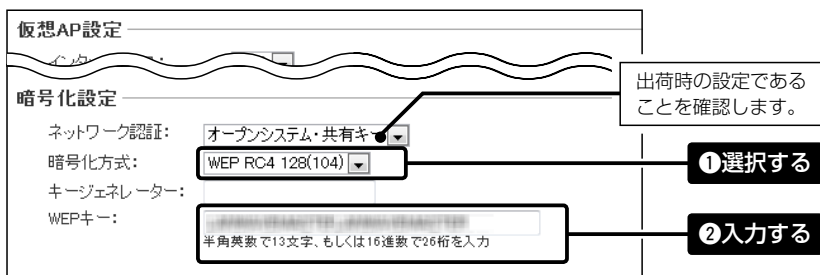 仮想AP設定
暗号化設定
出荷時の設定である
ことを確認します。
ネットワーク認証:
オープンシステム・共有キー
暗号化方式:
WEP RC4 128(104)
❶選択する
キージェネレーター:
WEPキー:
半角英数で13文字、もしくは16進数で26桁を入力
❷入力する